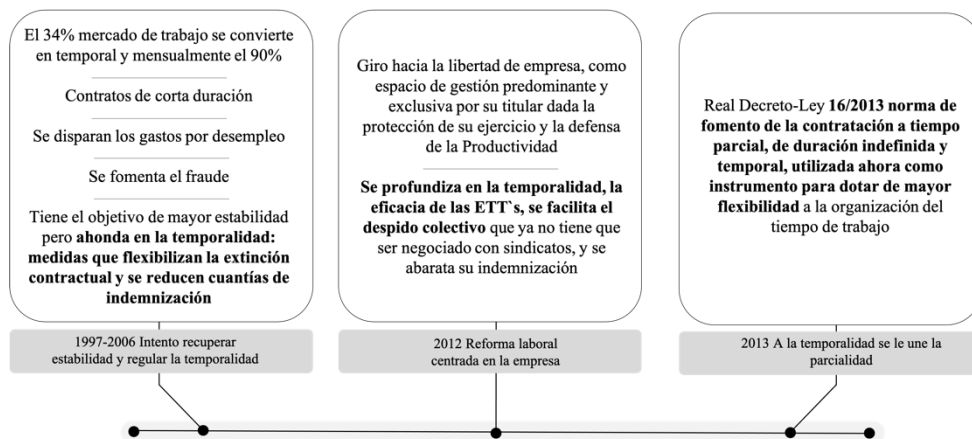 El 34% mercado de trabajo se convierte
en temporal y mensualmente el 90%
Contratos de corta duración
Se disparan los gastos por desempleo
Se fomenta el fraude
Tiene el objetivo de mayor estabilidad
pero ahonda en la temporalidad:
medidas que flexibilizan la extinción
contractual y se reducen cuantías de
indemnización
1997-2006 Intento recuperar
estabilidad y regular la temporalidad
Giro hacia la libertad de empresa, como
espacio de gestión predominante y
exclusiva por su titular dada la
protección de su ejercicio y la defensa
de la Productividad
Se profundiza en la temporalidad, la
eficacia de las ETT`s, se facilita el
despido colectivo que ya no tiene que
ser negociado con sindicatos, y se
abarata su indemnización
2012 Reforma laboral
centrada en la empresa
Real Decreto-Ley 16/2013 norma de
fomento de la contratación a tiempo
parcial, de duración indefinida y
temporal, utilizada ahora como
instrumento para dotar de mayor
flexibilidad a la organización del
tiempo de trabajo
2013 A la temporalidad se le une la
parcialidad